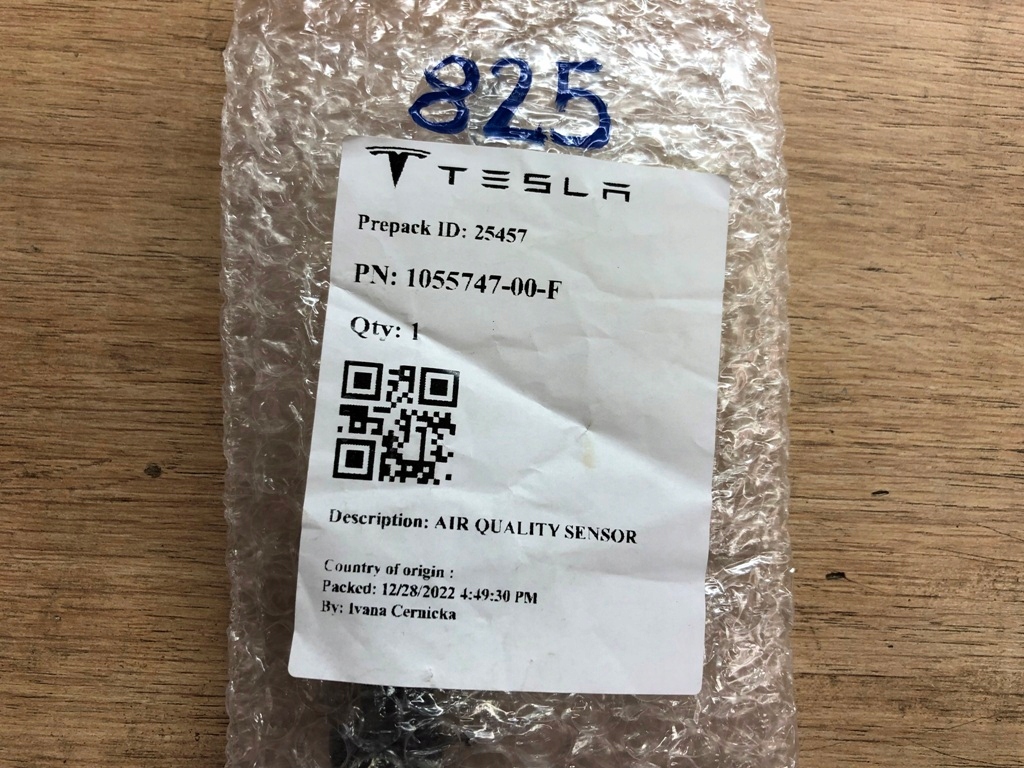 825
TESLA
Prepack ID: 25457
PN: 1055747-00-F
Qty: 1
Description: AIR QUALITY SENSOR
Country of origin :
Packed: 12/28/2022 4:49:30 PM
By: Ivana Cernicka